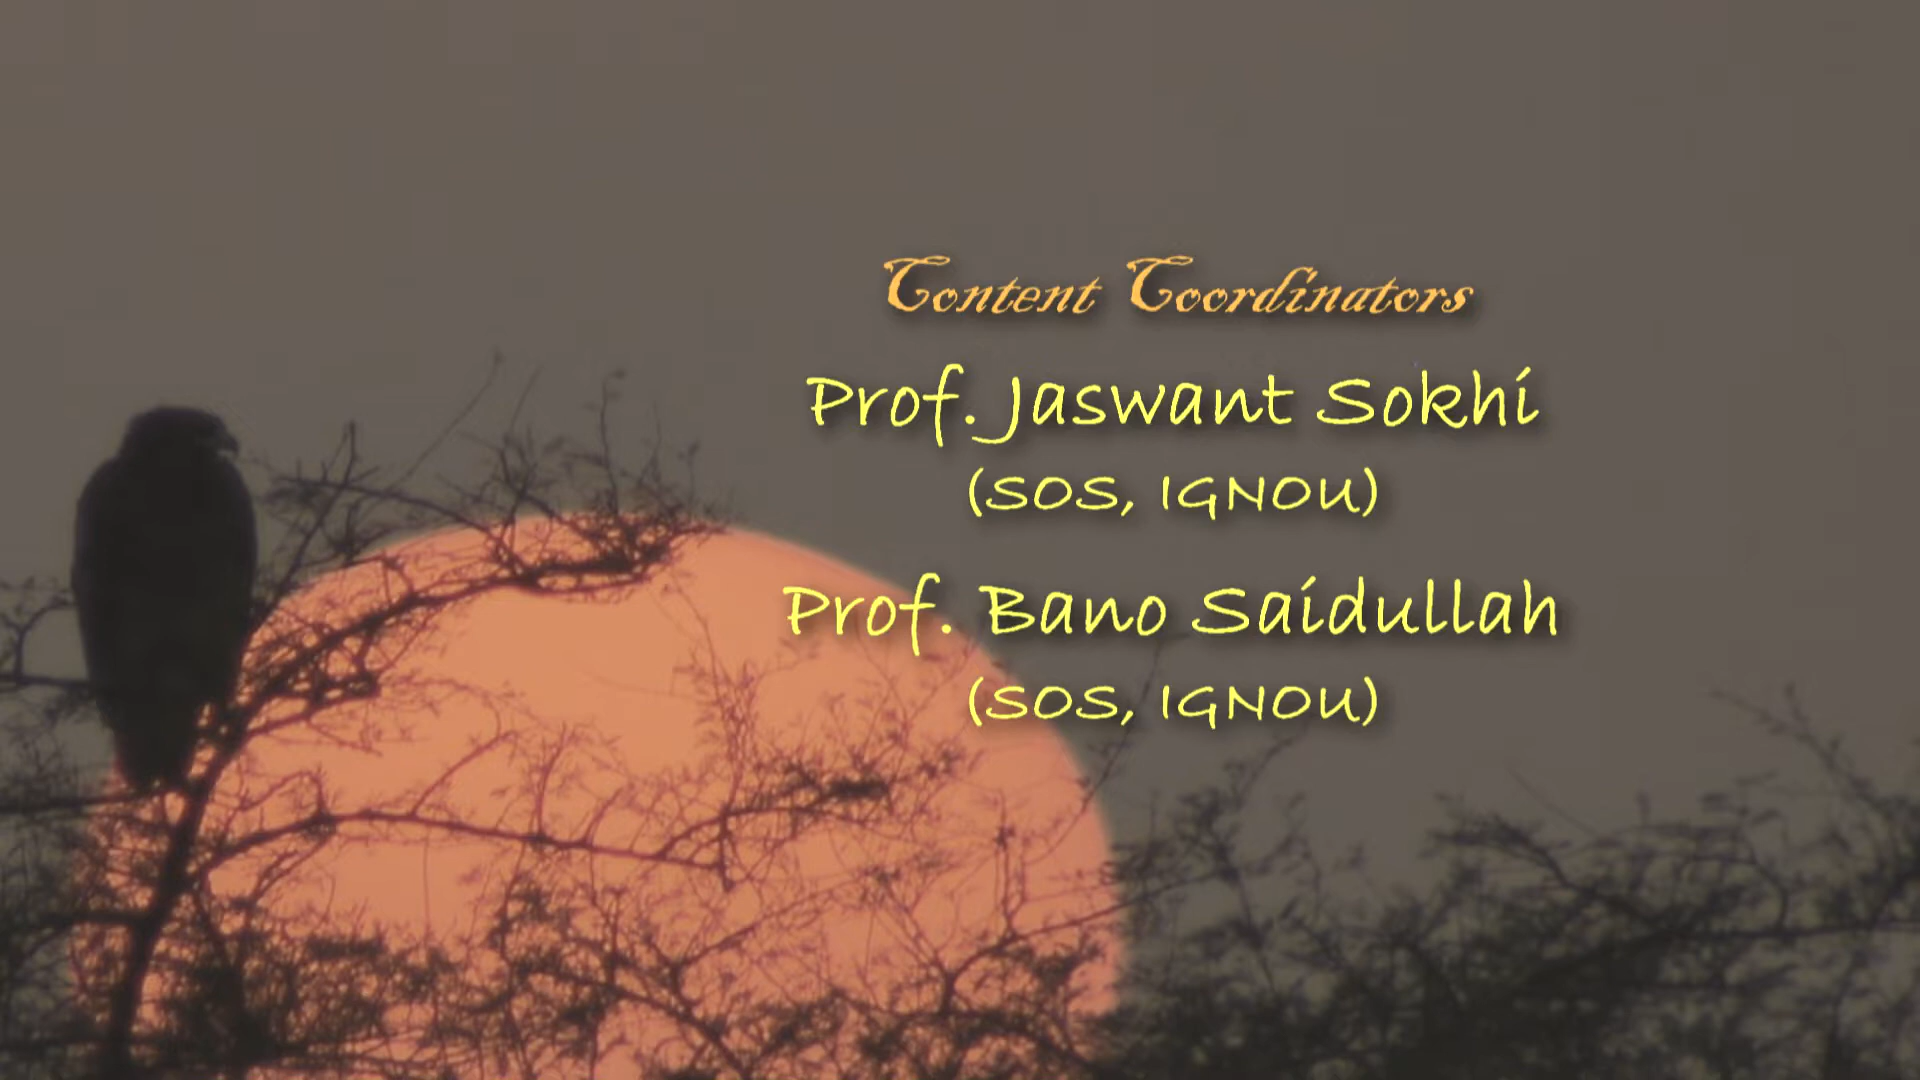 Content Coordinators
Prof. Jaswant Sokhi
(SOS, IGNOU)
Prof. Bano Saidullah
(SOS, IGNOU)